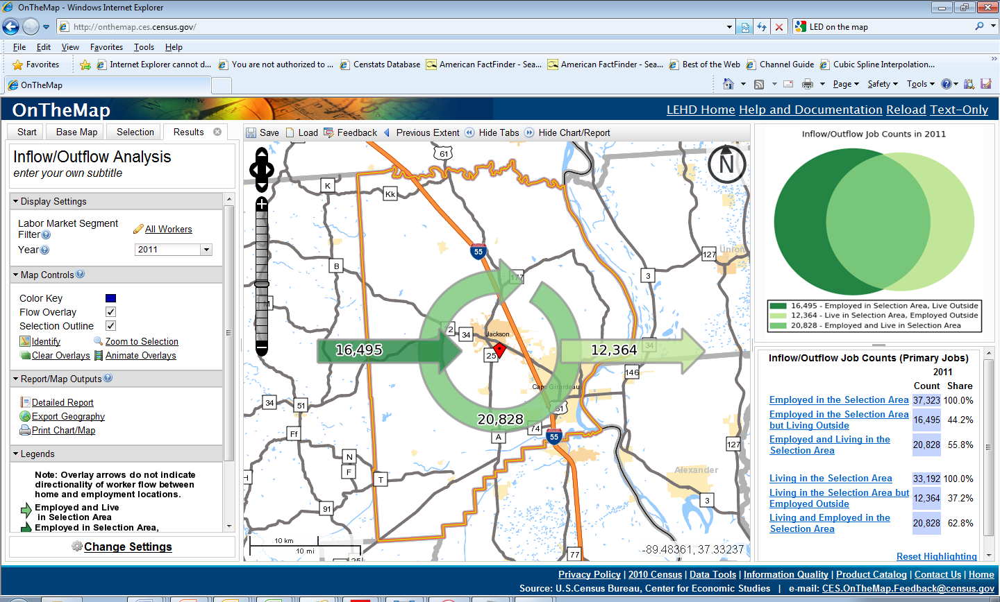 OnTheMap - Windows Internet Explorer
http://onthemap.ces.census.gov/
LED on the map
File Edit View Favorites Tools Help
Favorites
Internet Explorer cannot d...
You are not authorized to ...
Censtats Database
American FactFinder - Sea...
American FactFinder - Sea...
Best of the Web
Channel Guide
Cubic Spline Interpolation...
OnTheMap
Page Safety Tools
OnTheMap
LEHD Home Help and Documentation Reload Text-Only
Start Base Map Selection Results
Save Load Feedback Previous Extent Hide Tabs Hide Chart/Report
Inflow/Outflow Analysis
enter your own subtitle
Display Settings
Labor Market Segment
Filter
All Workers
Year
2011
Map Controls
Color Key
Flow Overlay
Selection Outline
Identify Zoom to Selection
Clear Overlays Animate Overlays
Report/Map Outputs
Detailed Report
Export Geography
Print Chart/Map
Legends
Note: Overlay arrows do not indicate
directionality of worker flow between
home and employment locations.
Employed and Live
in Selection Area
Employed in Selection Area,
Change Settings
61
N
K
Kk
55
Union
127
B
3
177
M
72
34
Jackson
16,495
25
12,364
34
146
Cape Girardeau
34
51
61
20,828
74
Ff
A
55
127
N
F
H
T
Alexander
3
91
10 km
10 mi
25
77
-89.48361, 37.33237
Inflow/Outflow Job Counts in 2011
16,495 - Employed in Selection Area, Live Outside
12,364 - Live in Selection Area, Employed Outside
20,828 - Employed and Live in Selection Area
Inflow/Outflow Job Counts (Primary Jobs)
2011
Count Share
Employed in the Selection Area 37,323 100.0%
Employed in the Selection Area
but Living Outside 16,495 44.2%
Employed and Living in the
Selection Area 20,828 55.8%
Living in the Selection Area 33,192 100.0%
Living in the Selection Area but
Employed Outside 12,364 37.2%
Living and Employed in the
Selection Area 20,828 62.8%
Reset Highlighting
Privacy Policy | 2010 Census | Data Tools | Information Quality | Product Catalog | Contact Us | Home
Source: U.S.Census Bureau, Center for Economic Studies | e-mail: CES.OnTheMap.Feedback@census.gov